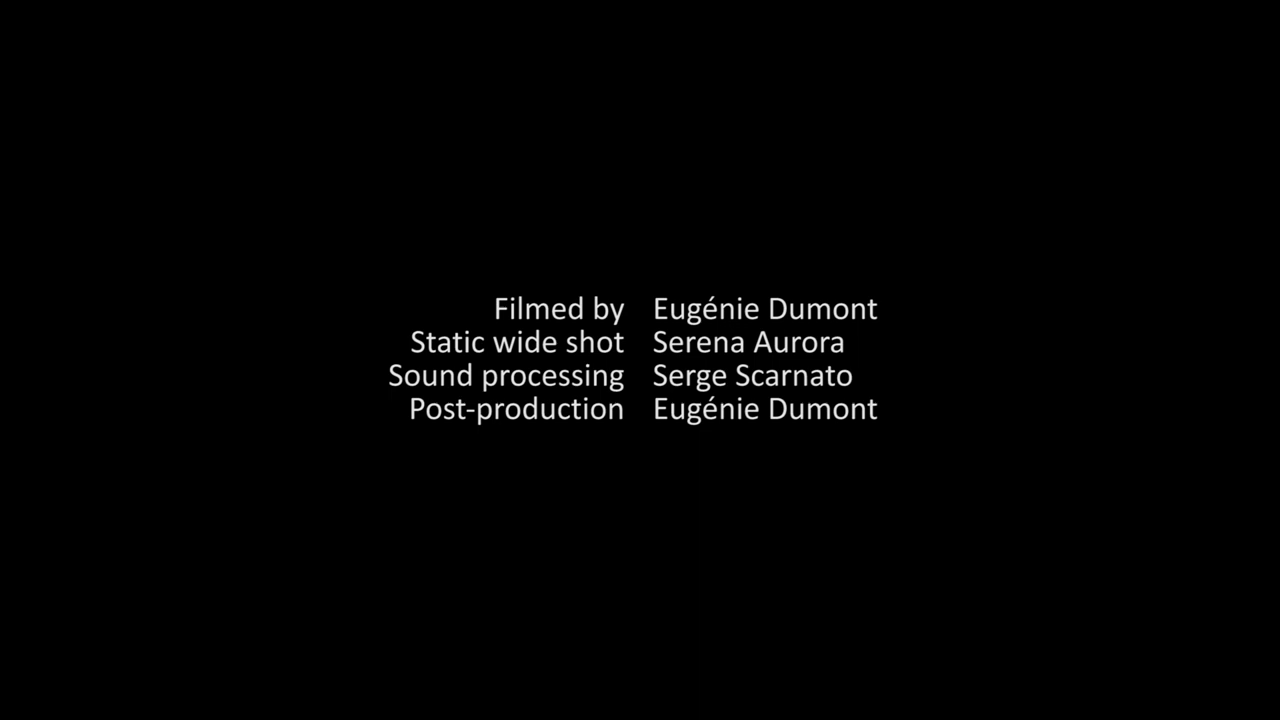 Filmed by Eugénie Dumont
Static wide shot Serena Aurora
Sound processing Serge Scarnato
Post-production Eugénie Dumont